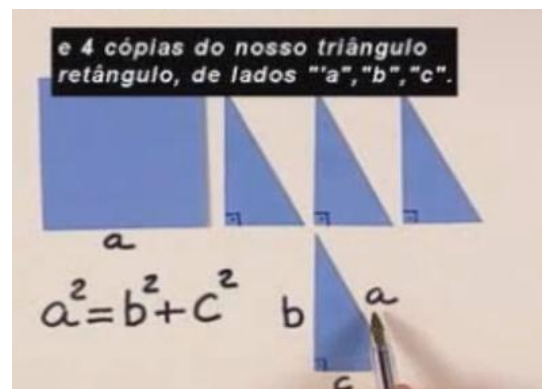 e 4 cópias do nosso triângulo
retângulo, de lados "'a","b","c".
a
a²=b²+c²
b
a
c